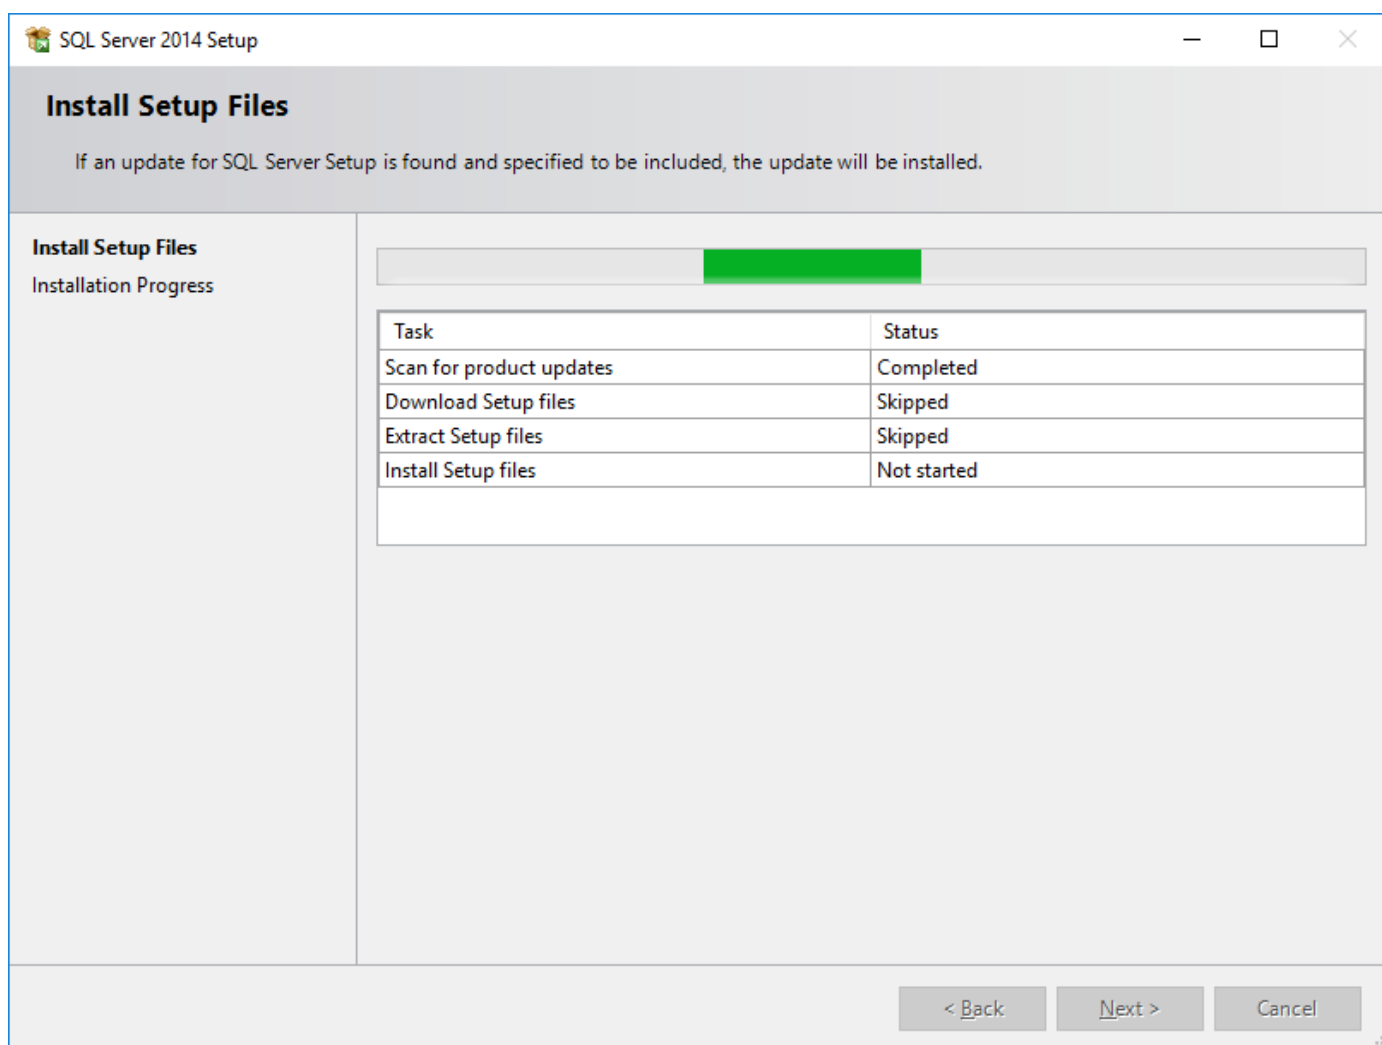 SQL Server 2014 Setup
Install Setup Files
If an update for SQL Server Setup is found and specified to be included, the update will be installed.
Install Setup Files
Installation Progress
Task Status
Scan for product updates Completed
Download Setup files Skipped
Extract Setup files Skipped
Install Setup files Not started
< Back Next > Cancel